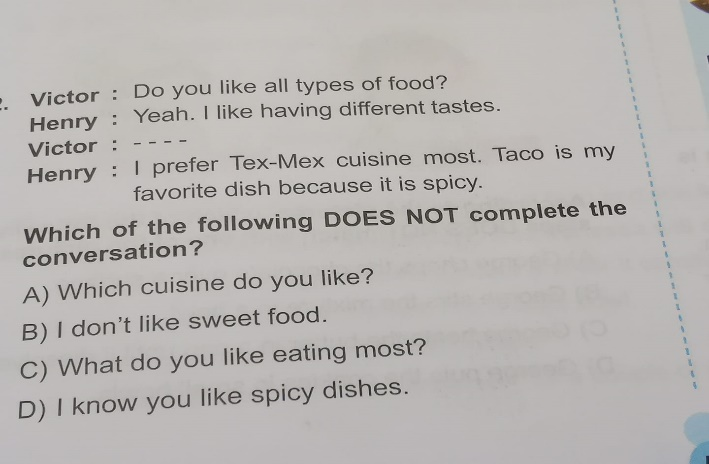 2. Victor : Do you like all types of food?
Henry : Yeah. I like having different tastes.
Victor : - - - -
Henry : I prefer Tex-Mex cuisine most. Taco is my
favorite dish because it is spicy.
Which of the following DOES NOT complete the
conversation?
A) Which cuisine do you like?
B) I don't like sweet food.
C) What do you like eating most?
D) I know you like spicy dishes.